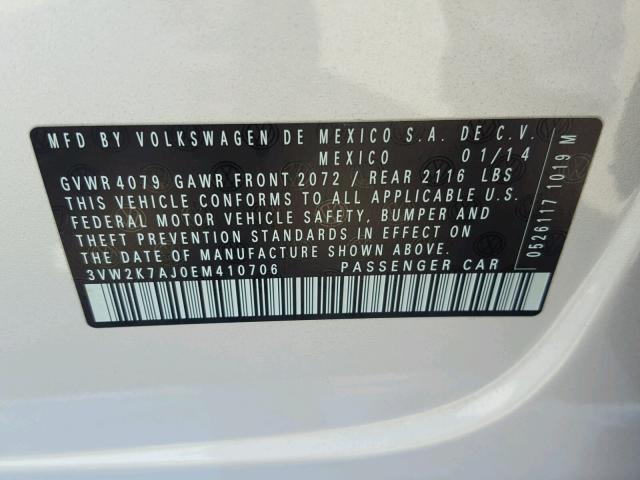 MFD BY VOLKSWAGEN DE MEXICO S.A. DE C.V.
MEXICO 01/14
GVWR 4079 GAWR FRONT 2072 / REAR 2116 LBS
THIS VEHICLE CONFORMS TO ALL APPLICABLE U.S.
FEDERAL MOTOR VEHICLE SAFETY, BUMPER AND
THEFT PREVENTION STANDARDS IN EFFECT ON
THE DATE OF MANUFACTURE SHOWN ABOVE.
3VW2K7AJ0EM410706 PASSENGER CAR
0526117 1019 M